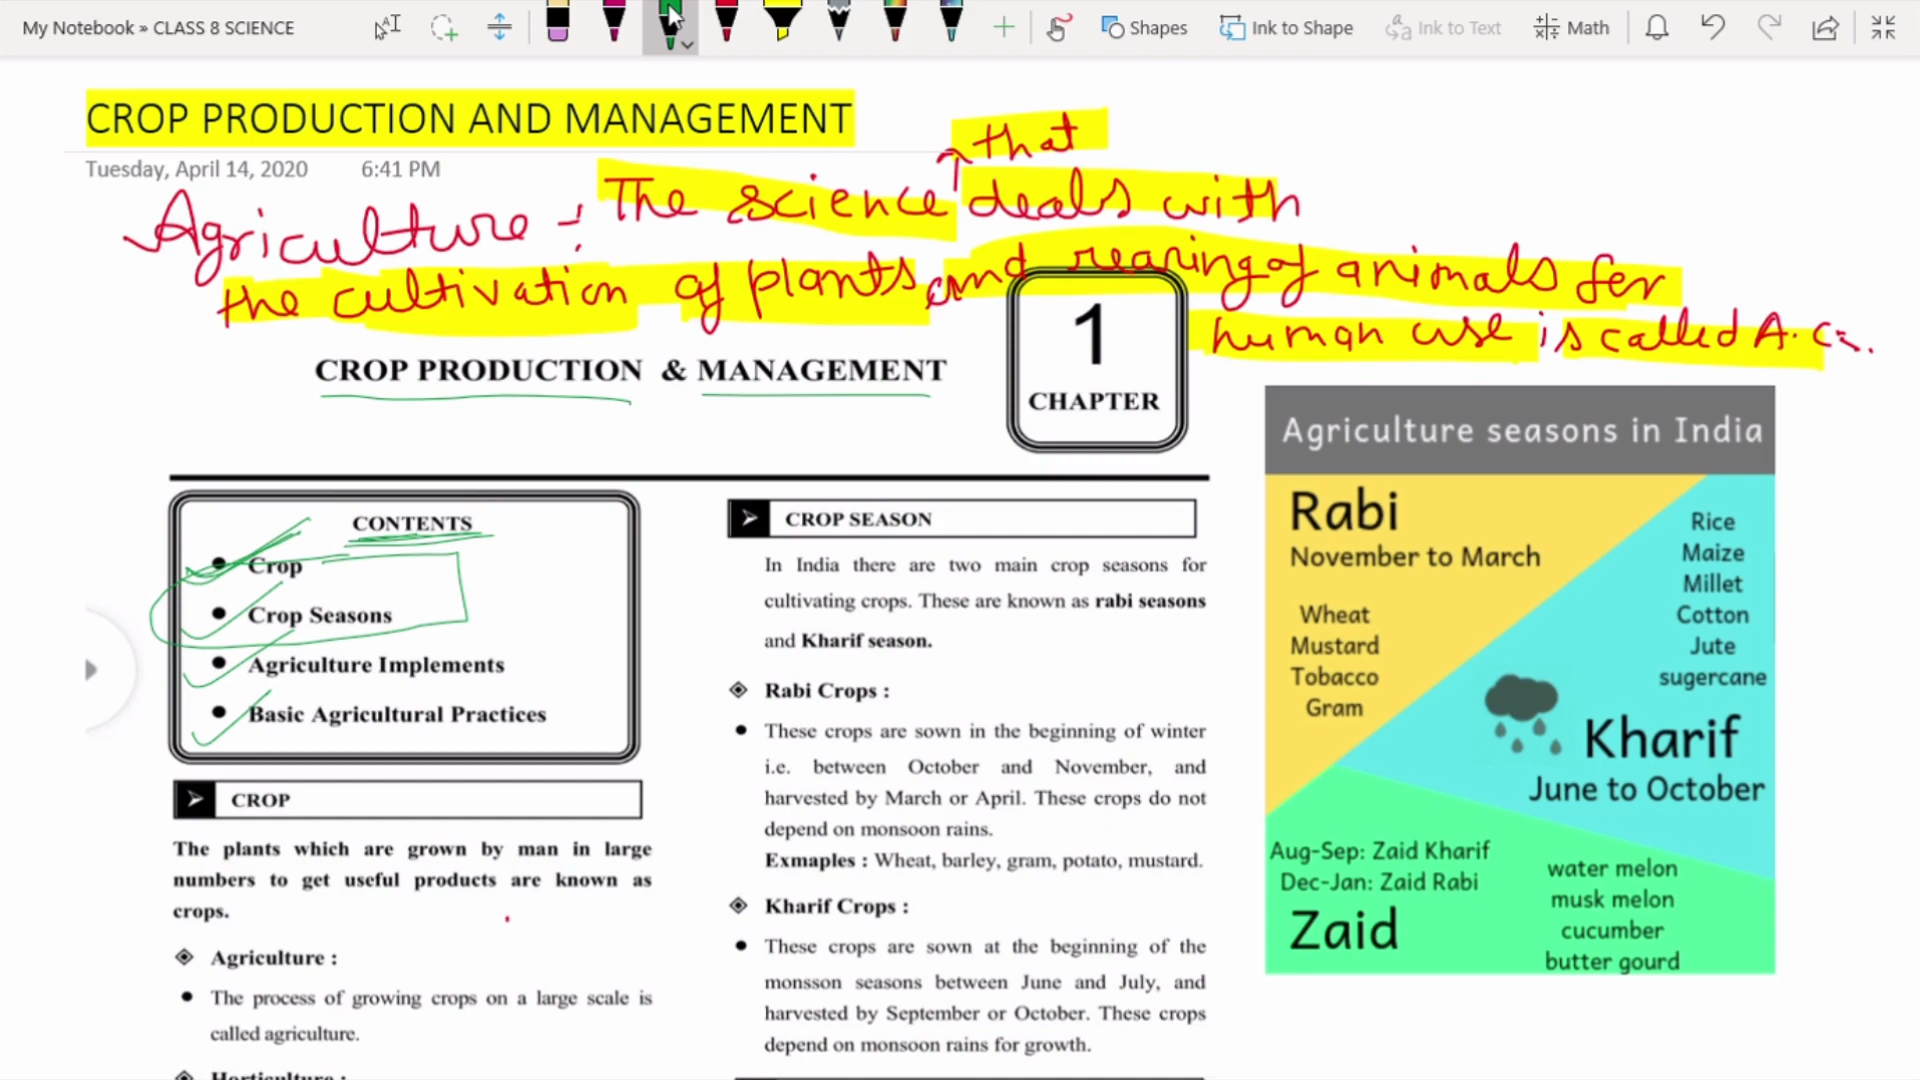 My Notebook » CLASS 8 SCIENCE
Shapes
Ink to Shape
Ink to Text
Math
CROP PRODUCTION AND MANAGEMENT
Tuesday, April 14, 2020 6:41 PM
that
Agriculture :- The science deals with
the cultivation of plants and rearing of animals for
human use is called A.
CROP PRODUCTION & MANAGEMENT
1
CHAPTER
CONTENTS
Crop
Crop Seasons
Agriculture Implements
Basic Agricultural Practices
CROP
The plants which are grown by man in large
numbers to get useful products are known as
crops.
Agriculture :
The process of growing crops on a large scale is
called agriculture.
Horticulture :
CROP SEASON
In India there are two main crop seasons for
cultivating crops. These are known as rabi seasons
and Kharif season.
Rabi Crops :
These crops are sown in the beginning of winter
i.e. between October and November, and
harvested by March or April. These crops do not
depend on monsoon rains.
Exmaples : Wheat, barley, gram, potato, mustard.
Kharif Crops :
These crops are sown at the beginning of the
monsson seasons between June and July, and
harvested by September or October. These crops
depend on monsoon rains for growth.
Agriculture seasons in India
Rabi
November to March
Wheat
Mustard
Tobacco
Gram
Rice
Maize
Millet
Cotton
Jute
sugercane
Kharif
June to October
Aug-Sep: Zaid Kharif
Dec-Jan: Zaid Rabi
Zaid
water melon
musk melon
cucumber
butter gourd